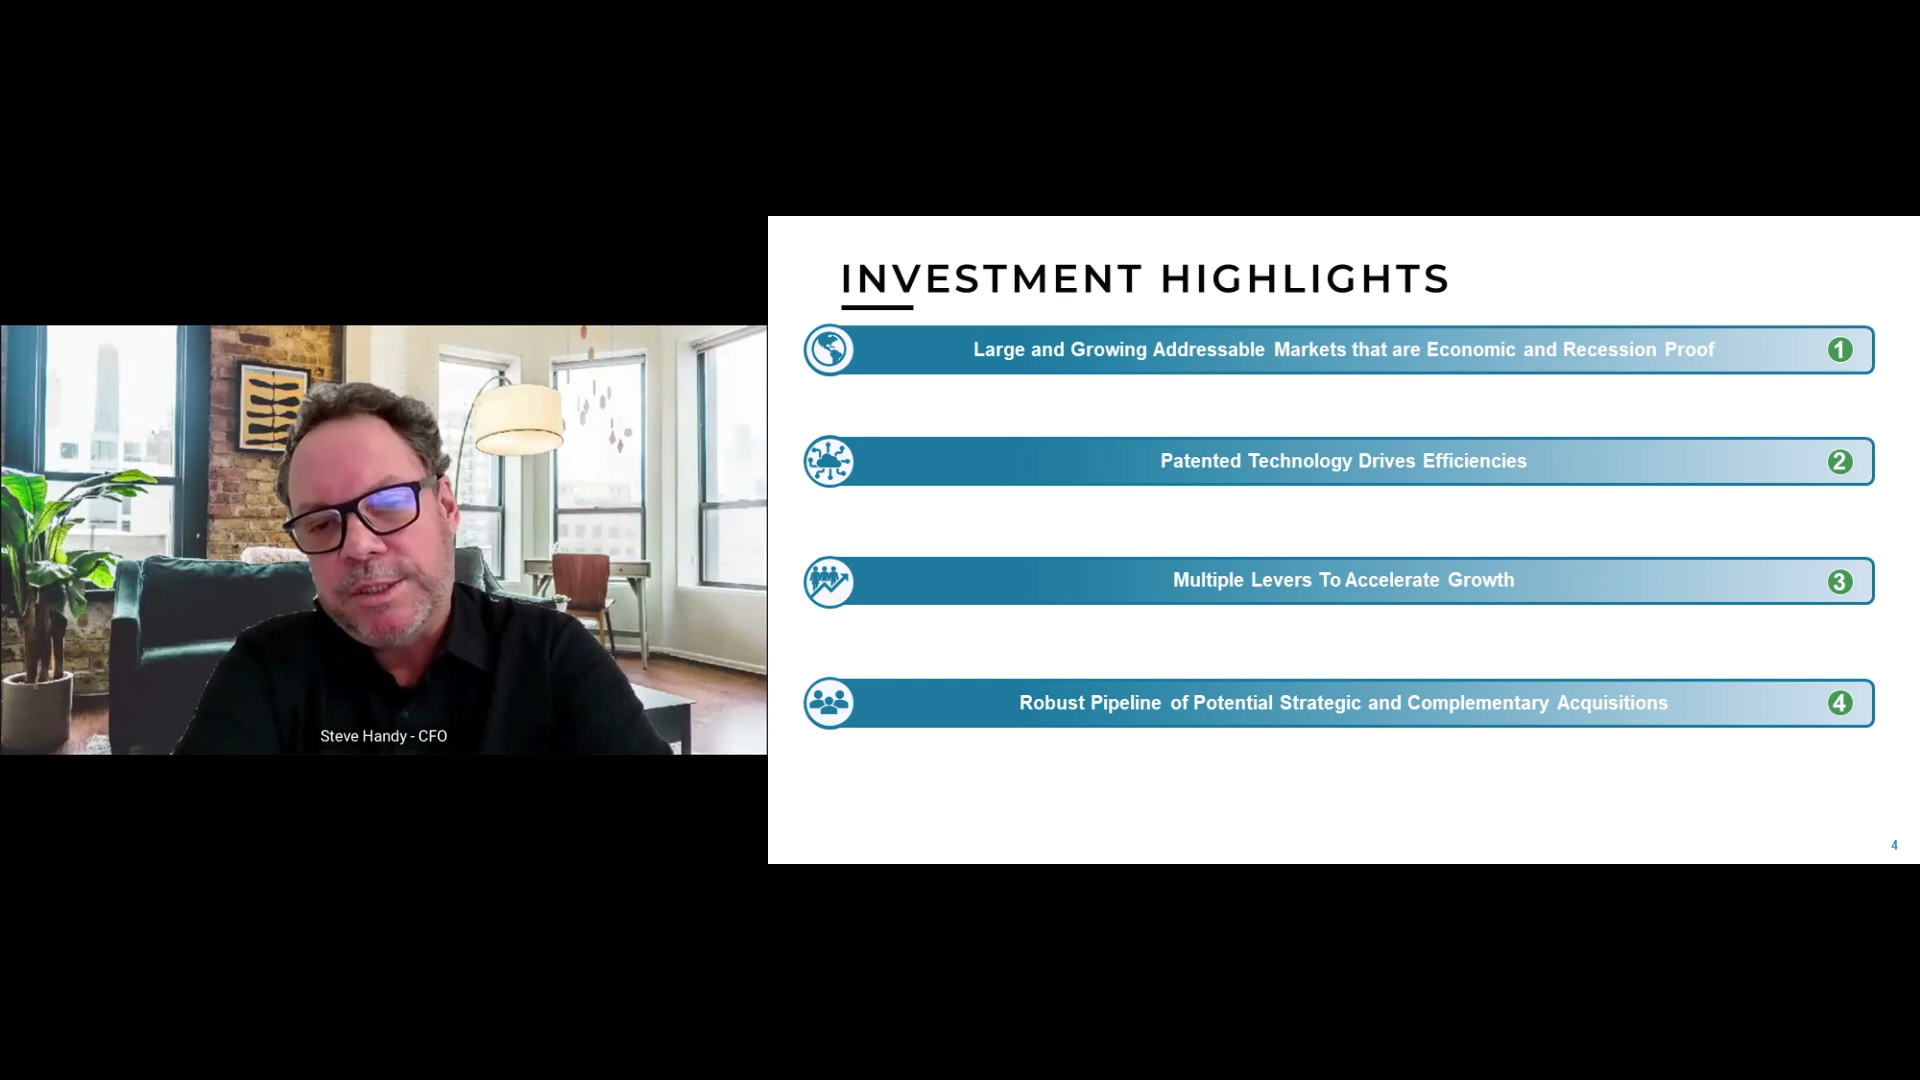 Steve Handy - CFO
INVESTMENT HIGHLIGHTS
Large and Growing Addressable Markets that are Economic and Recession Proof
1
Patented Technology Drives Efficiencies
2
Multiple Levers To Accelerate Growth
3
Robust Pipeline of Potential Strategic and Complementary Acquisitions
4
4